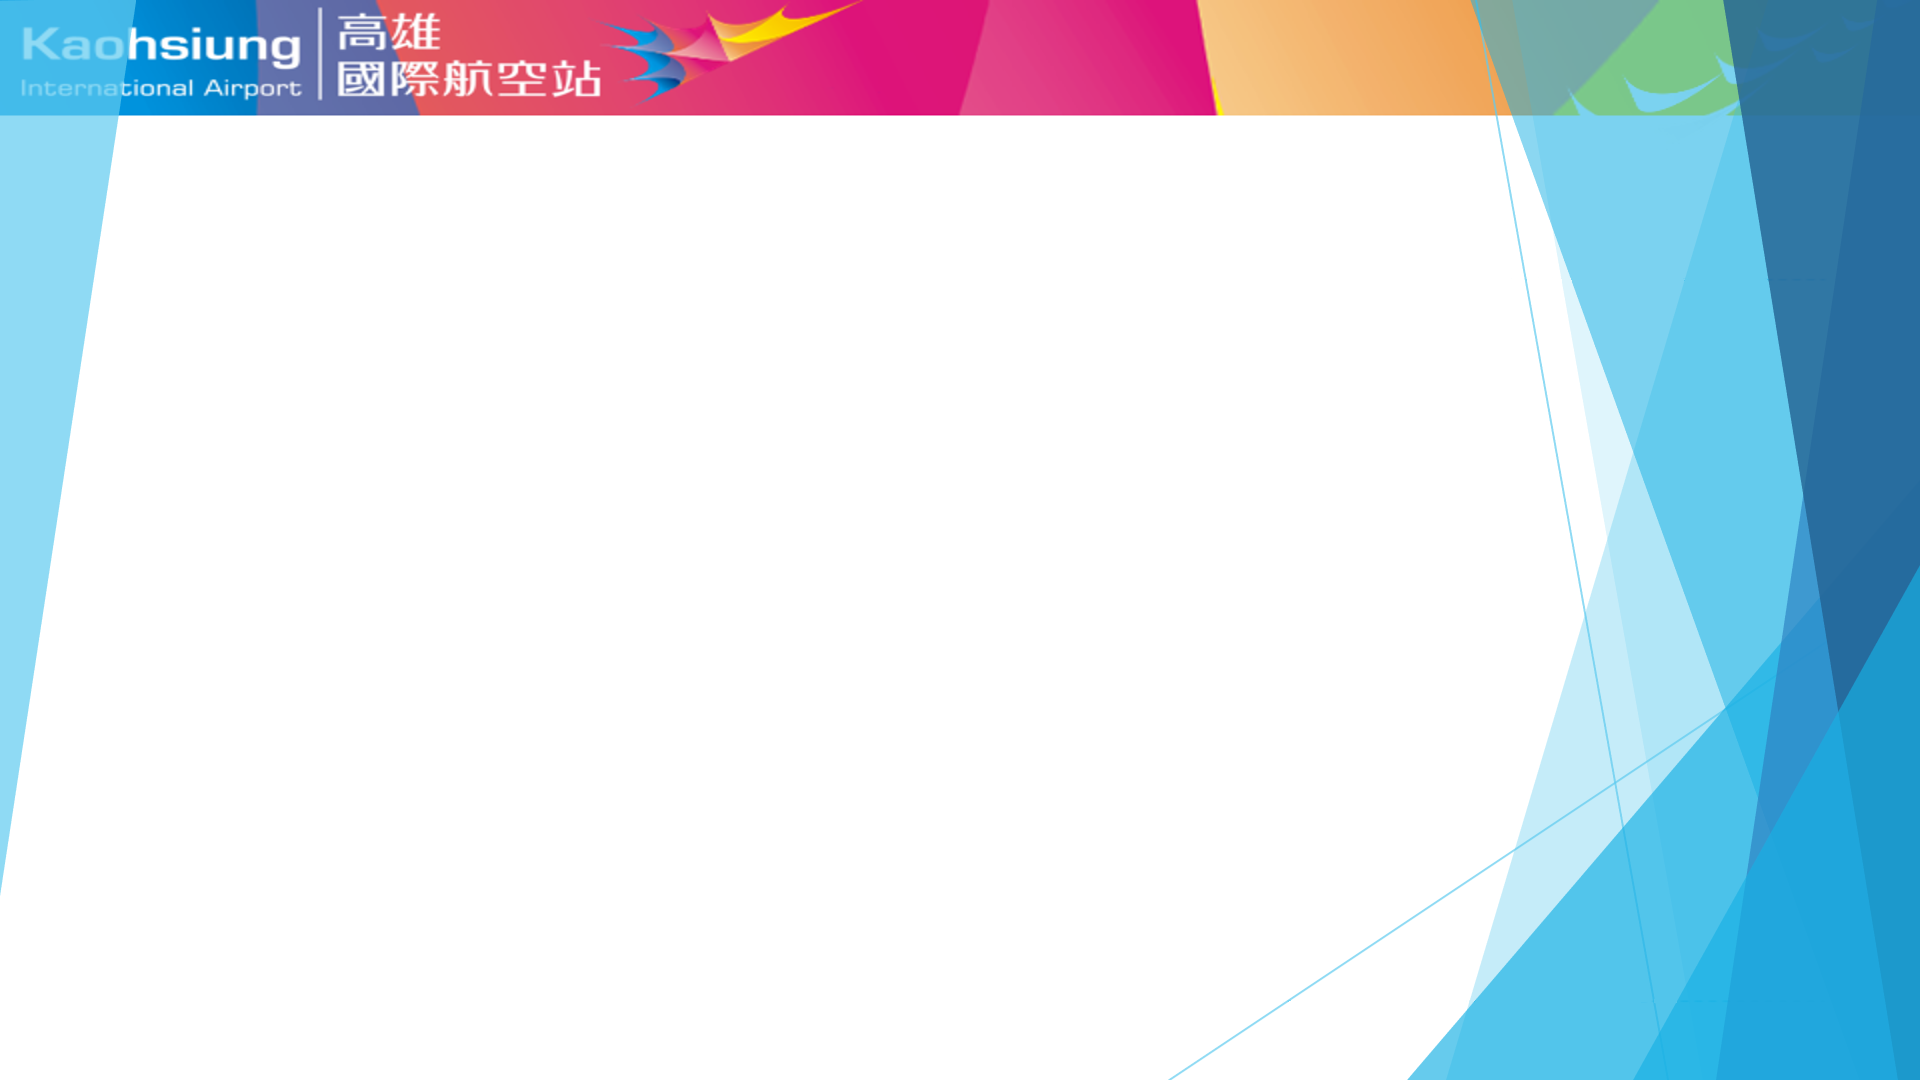 Kaohsiung
International Airport
高雄
國際航空站